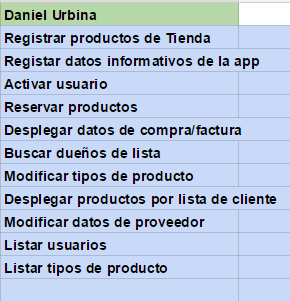 Daniel Urbina
Registrar productos de Tienda
Registar datos informativos de la app
Activar usuario
Reservar productos
Desplegar datos de compra/factura
Buscar dueños de lista
Modificar tipos de producto
Desplegar productos por lista de cliente
Modificar datos de proveedor
Listar usuarios
Listar tipos de producto